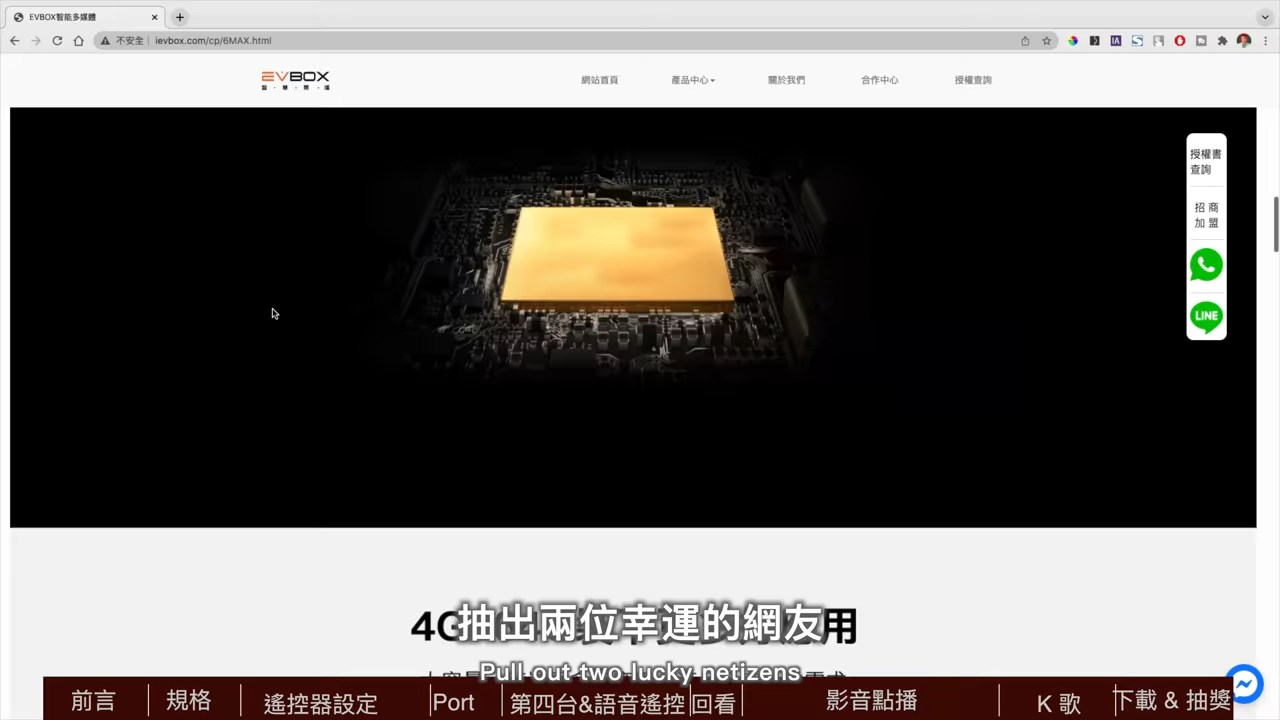 EVBOX智能多媒體
不安全
ievbox.com/cp/6MAX.html
EVBOX
網站首頁
產品中心
關於我們
合作中心
授權查詢
授權書
查詢
招 商
加 盟
LINE
抽出兩位幸運的網友
用
Pull out two lucky netizens
前言
規格
遙控器設定
Port
第四台&語音遙控
回看
影音點播
K 歌
下載 & 抽獎